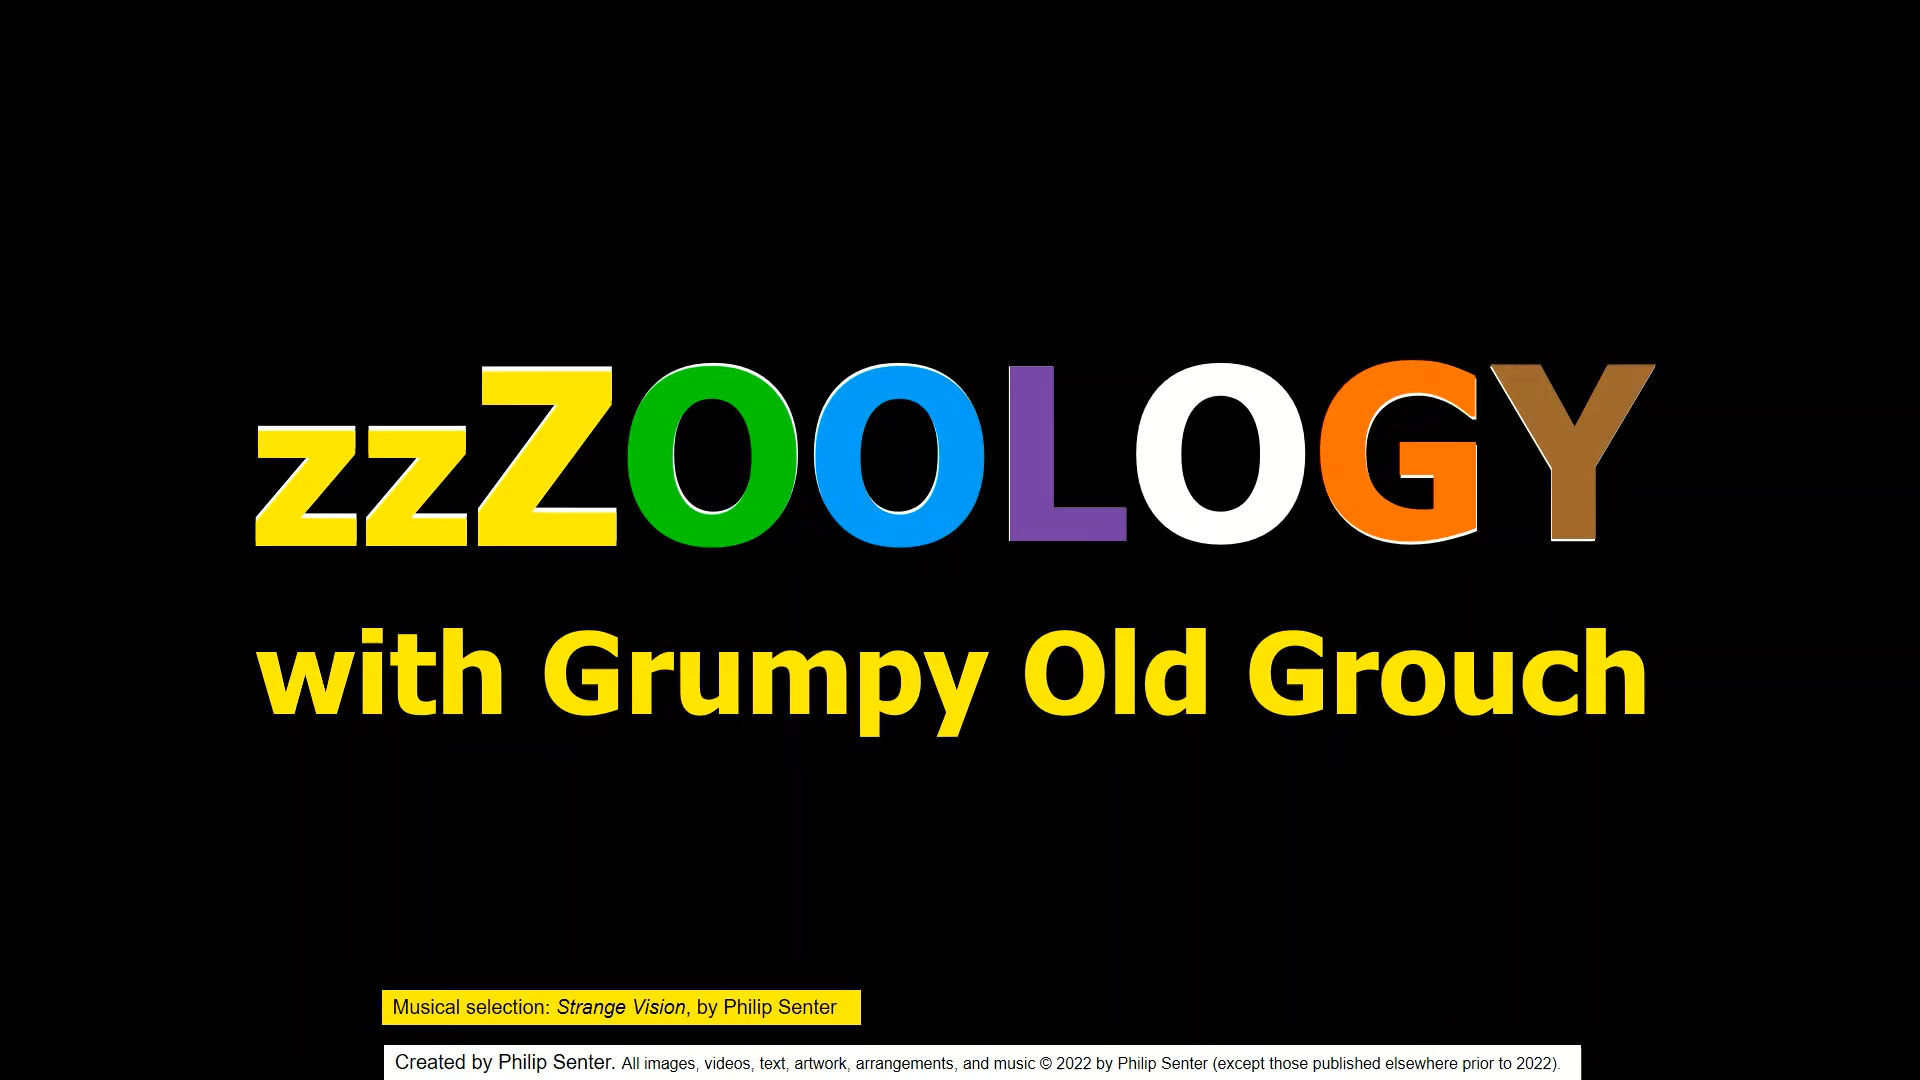 zzZOOLOGY
with Grumpy Old Grouch
Musical selection: Strange Vision, by Philip Senter
Created by Philip Senter. All images, videos, text, artwork, arrangements, and music © 2022 by Philip Senter (except those published elsewhere prior to 2022).